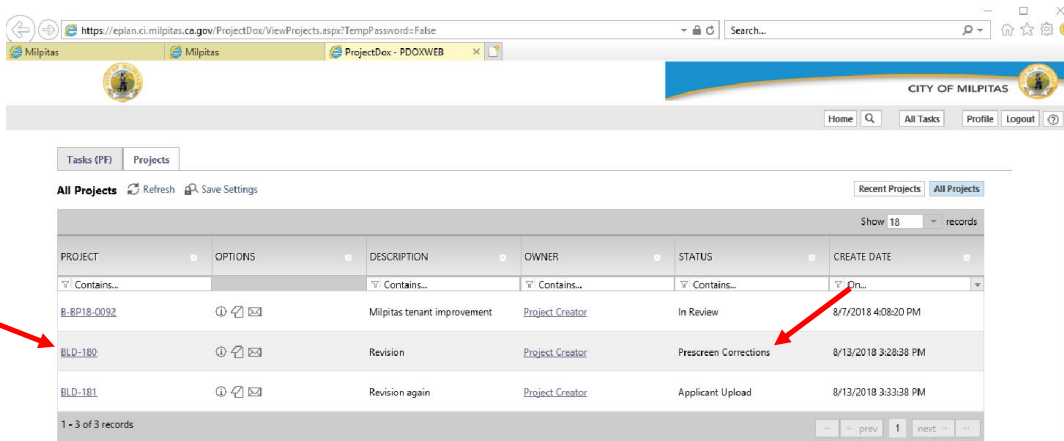 https://eplan.ci.milpitas.ca.gov/ProjectDox/ViewProjects.aspx?TempPassword=False Search...
Milpitas Milpitas ProjectDox - PDOXWEB
CITY OF MILPITAS
Home All Tasks Profile Logout
Tasks (PF) Projects
All Projects Refresh Save Settings Recent Projects All Projects
Show 18 records
PROJECT OPTIONS DESCRIPTION OWNER STATUS CREATE DATE
Contains... Contains... Contains... Contains... On...
B-BP18-0092 Milpitas tenant improvement Project Creator In Review 8/7/2018 4:08:20 PM
BLD-180 Revision Project Creator Prescreen Corrections 8/13/2018 3:28:38 PM
BLD-181 Revision again Project Creator Applicant Upload 8/13/2018 3:33:38 PM
1 - 3 of 3 records prev 1 next